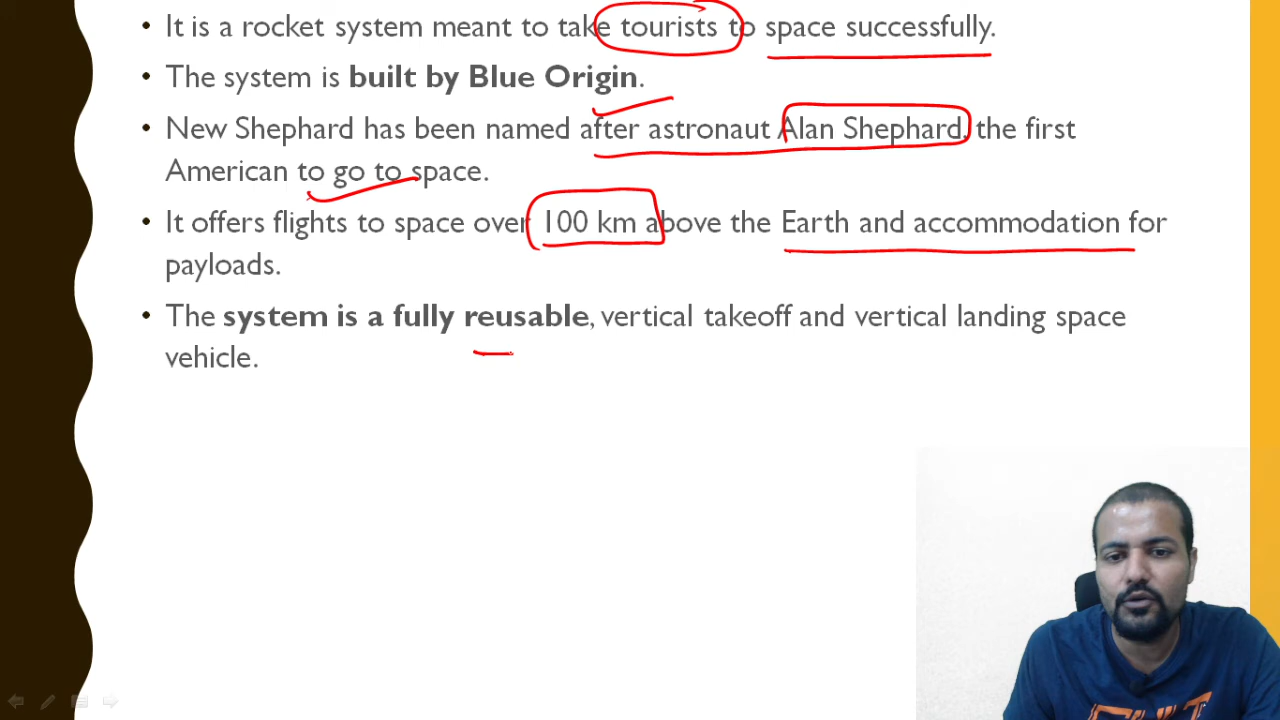 • It is a rocket system meant to take tourists to space successfully.
• The system is built by Blue Origin.
• New Shephard has been named after astronaut Alan Shephard, the first
American to go to space.
• It offers flights to space over 100 km above the Earth and accommodation for
payloads.
• The system is a fully reusable, vertical takeoff and vertical landing space
vehicle.